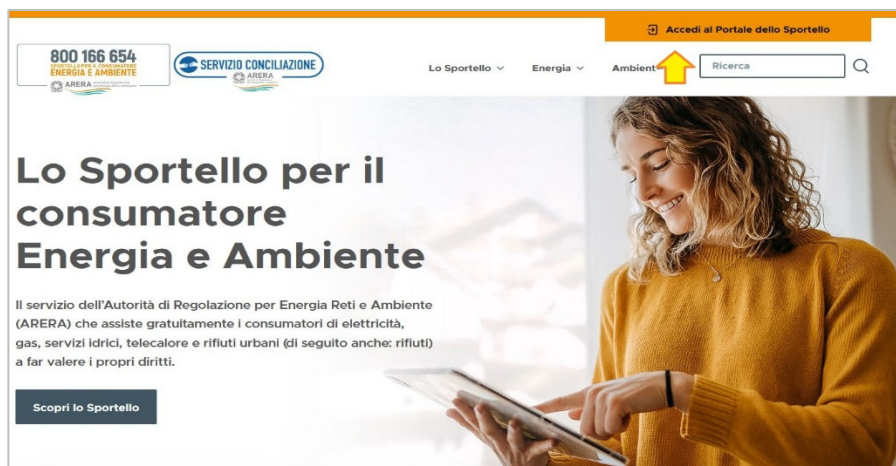 Accedi al Portale dello Sportello
800 166 654
SPORTELLO PER IL CONSUMATORE
ENERGIA E AMBIENTE
ARERA
SERVIZIO CONCILIAZIONE
ARERA
Lo Sportello
Energia
Ambient
Ricerca
Lo Sportello per il
consumatore
Energia e Ambiente
Il servizio dell'Autorità di Regolazione per Energia Reti e Ambiente
(ARERA) che assiste gratuitamente i consumatori di elettricità,
gas, servizi idrici, telecalore e rifiuti urbani (di seguito anche: rifiuti)
a far valere i propri diritti.
Scopri lo Sportello